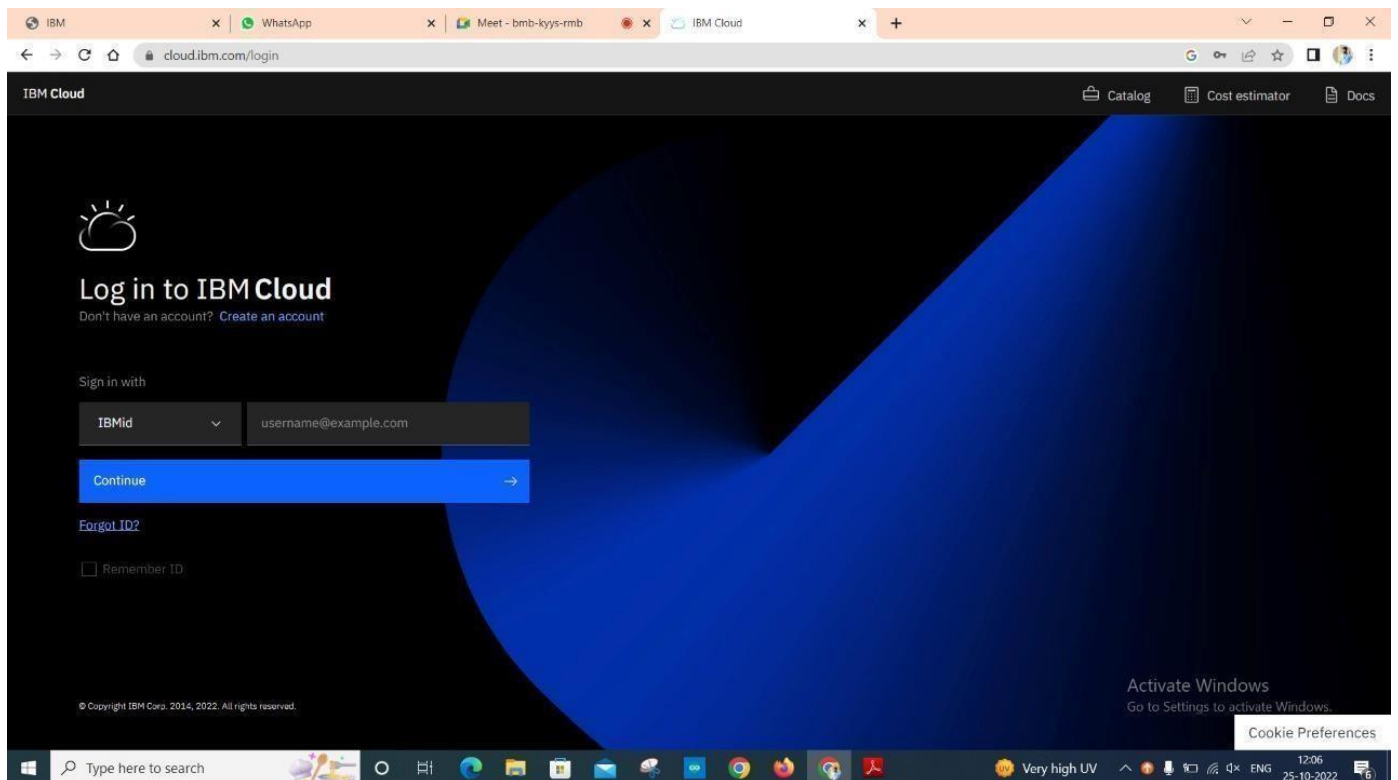 IBM
WhatsApp
Meet - bmb-kyys-rmb
IBM Cloud
cloud.ibm.com/login
IBM Cloud
Catalog
Cost estimator
Docs
Log in to IBM Cloud
Don't have an account? Create an account
Sign in with
IBMid
username@example.com
Continue
Forgot ID?
Remember ID
Activate Windows
Go to Settings to activate Windows.
© Copyright IBM Corp. 2014, 2022. All rights reserved.
Cookie Preferences
Type here to search
Very high UV
ENG
12:06
25-10-2022
6